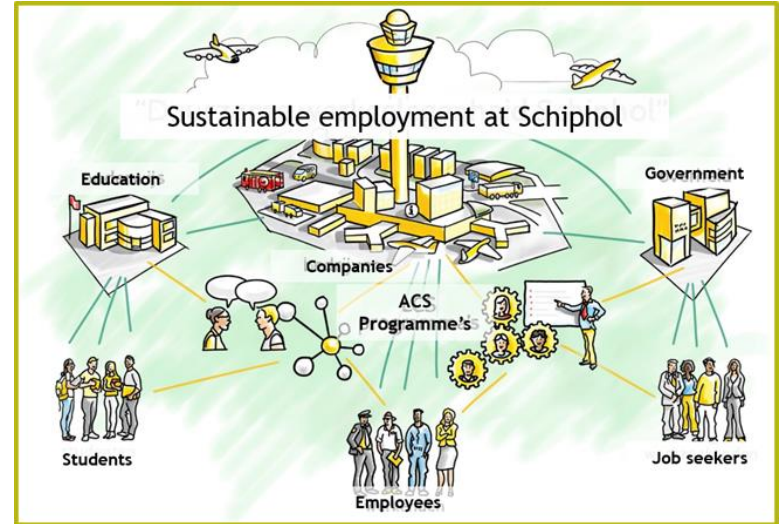 Sustainable employment at Schiphol
Education
Government
Companies
ACS
Programme's
Students
Employees
Job seekers